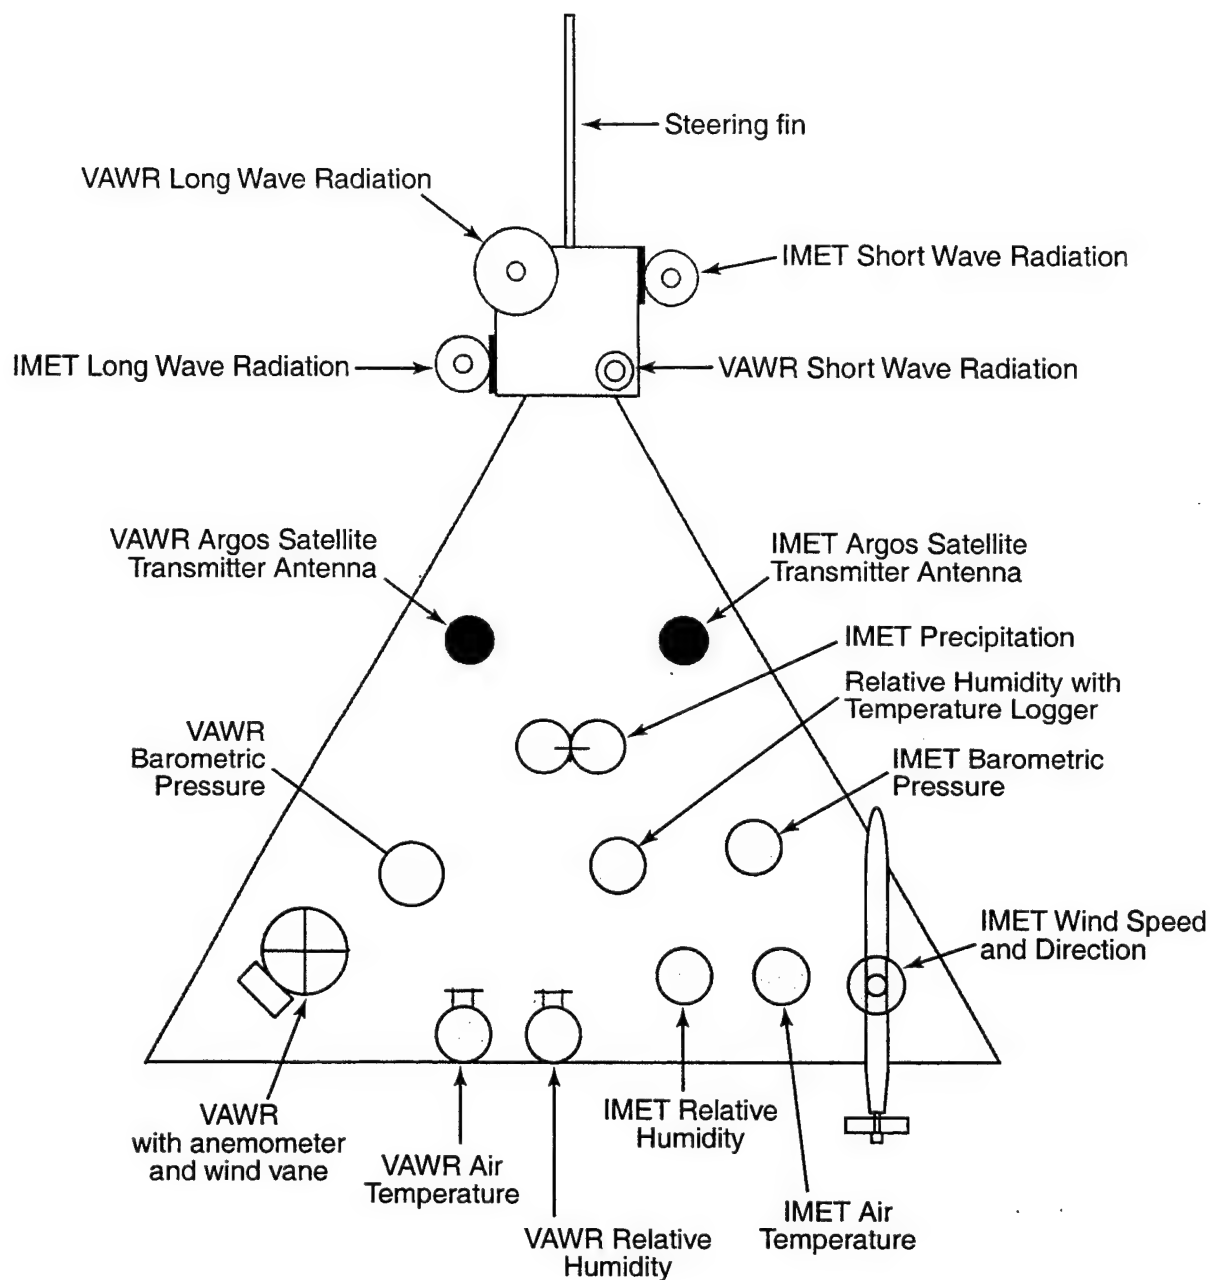 Steering fin
VAWR Long Wave Radiation
IMET Short Wave Radiation
IMET Long Wave Radiation
VAWR Short Wave Radiation
VAWR Argos Satellite
Transmitter Antenna
IMET Argos Satellite
Transmitter Antenna
IMET Precipitation
Relative Humidity with
Temperature Logger
VAWR
Barometric
Pressure
IMET Barometric
Pressure
IMET Wind Speed
and Direction
VAWR
with anemometer
and wind vane
VAWR Air
Temperature
VAWR Relative
Humidity
IMET Relative
Humidity
IMET Air
Temperature